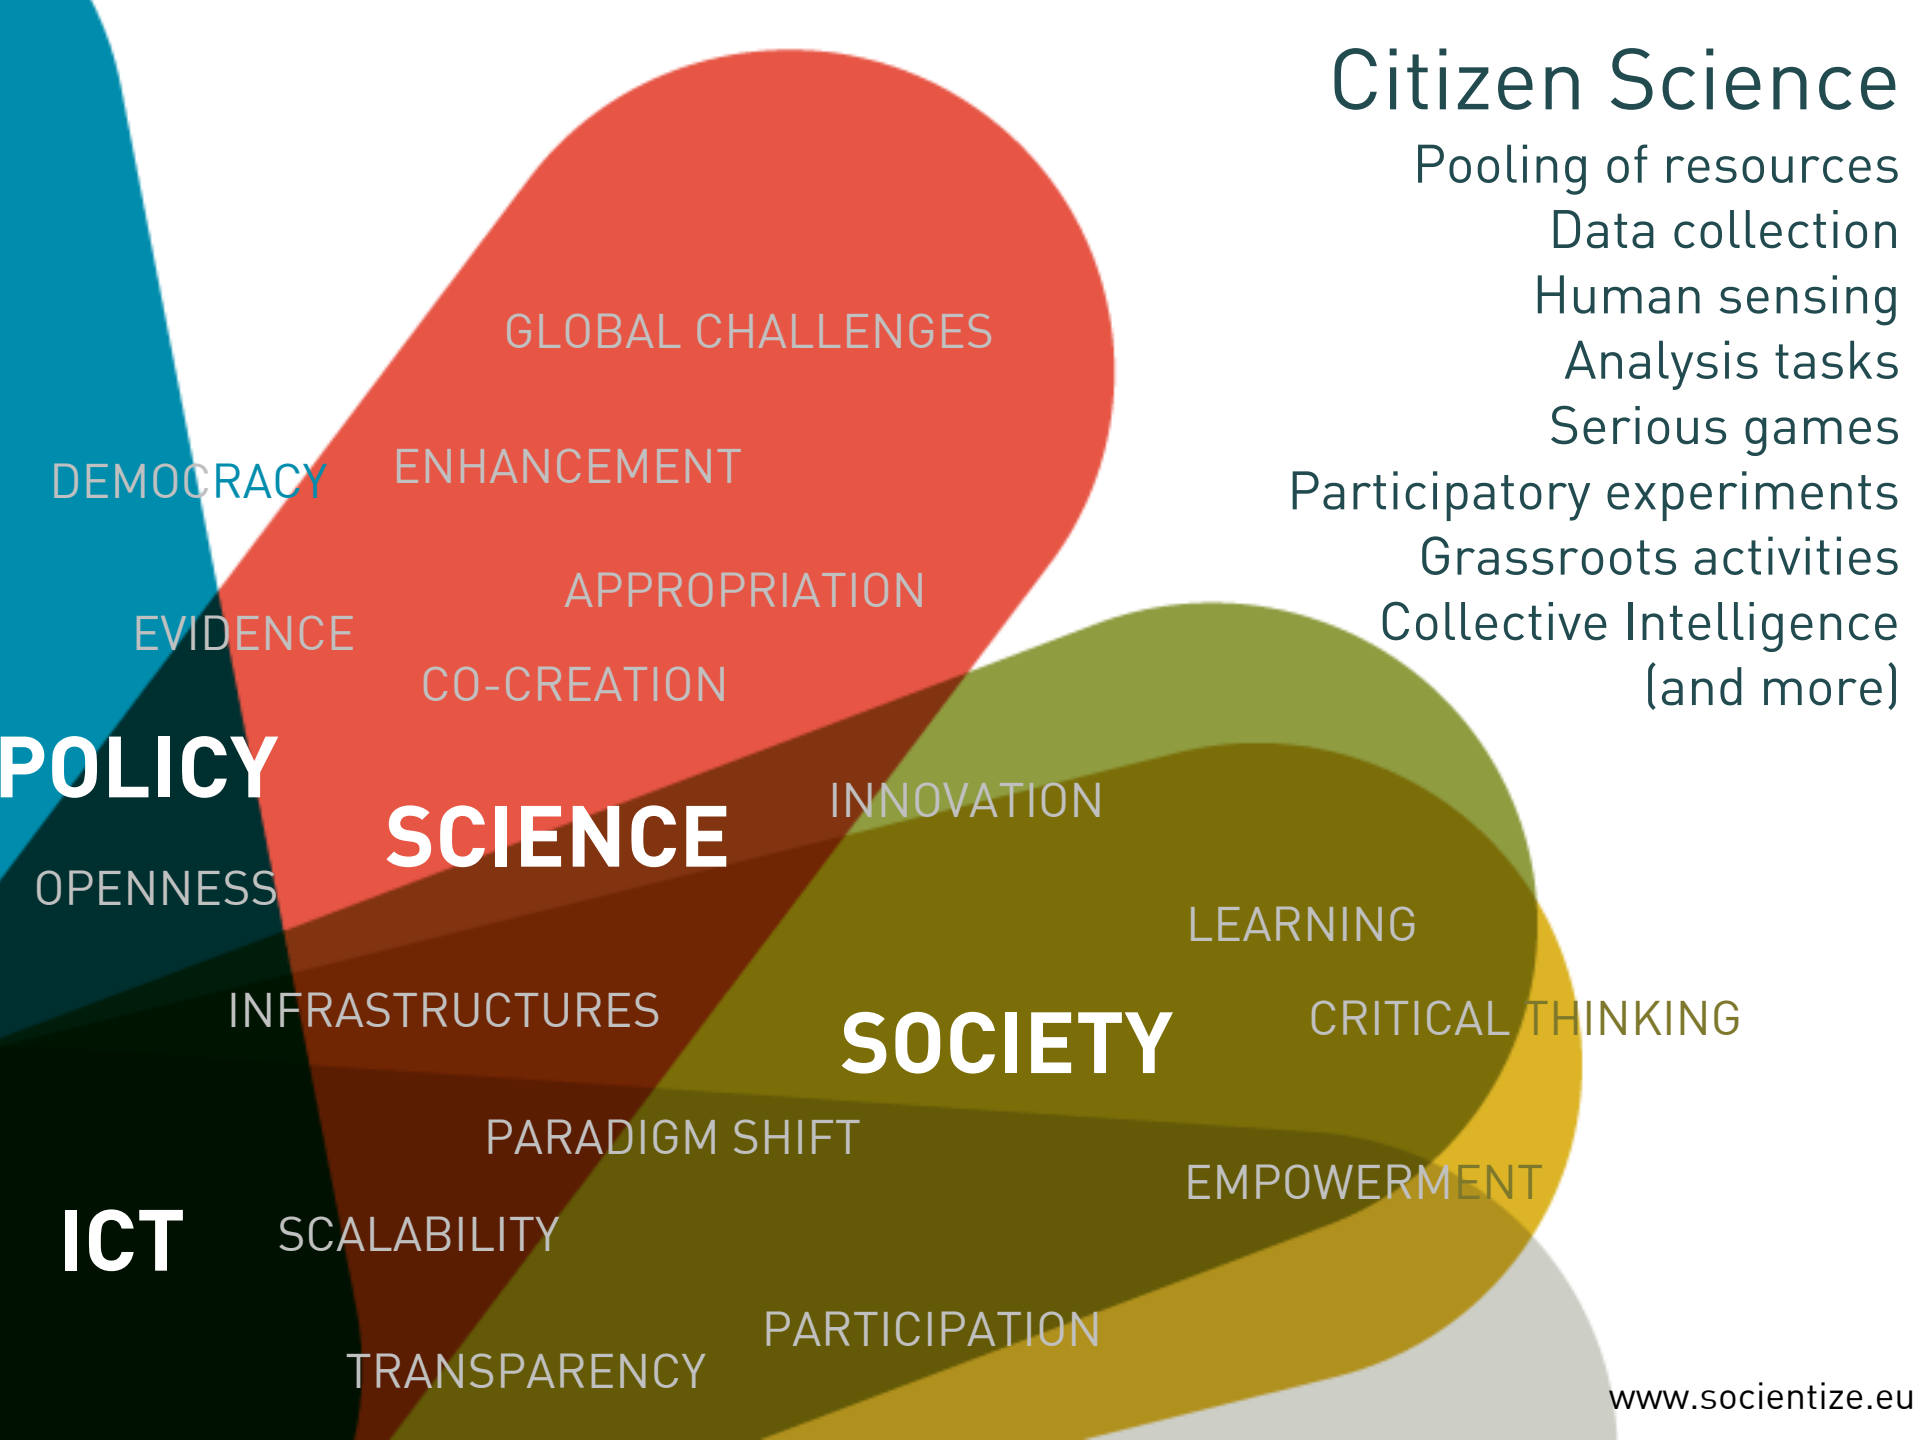 Citizen Science
Pooling of resources
Data collection
Human sensing
Analysis tasks
Serious games
Participatory experiments
Grassroots activities
Collective Intelligence
(and more)
GLOBAL CHALLENGES
DEMOCRACY
ENHANCEMENT
APPROPRIATION
EVIDENCE
CO-CREATION
POLICY
SCIENCE
INNOVATION
OPENNESS
LEARNING
INFRASTRUCTURES
SOCIETY
CRITICAL THINKING
PARADIGM SHIFT
EMPOWERMENT
ICT
SCALABILITY
PARTICIPATION
TRANSPARENCY
www.socientize.eu